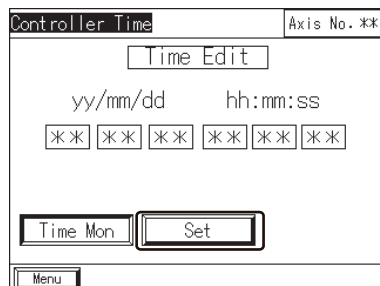 Controller Time Axis No. **
Time Edit
yy/mm/dd hh:mm:ss
** ** ** ** ** **
Time Mon Set
Menu